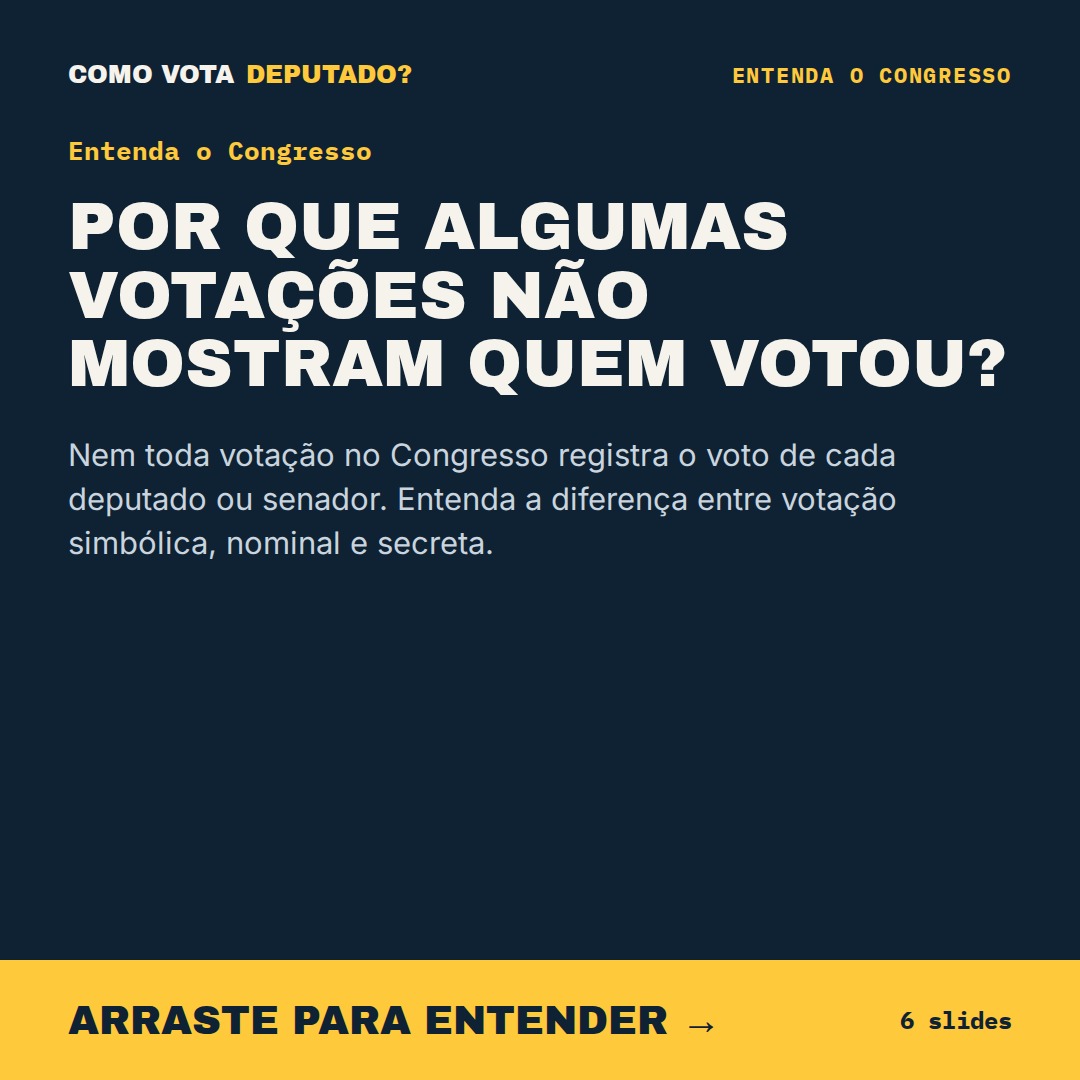 COMO VOTA DEPUTADO?
ENTENDA O CONGRESSO
Entenda o Congresso
POR QUE ALGUMAS
VOTAÇÕES NÃO
MOSTRAM QUEM VOTOU?
Nem toda votação no Congresso registra o voto de cada
deputado ou senador. Entenda a diferença entre votação
simbólica, nominal e secreta.
ARRASTE PARA ENTENDER →
6 slides